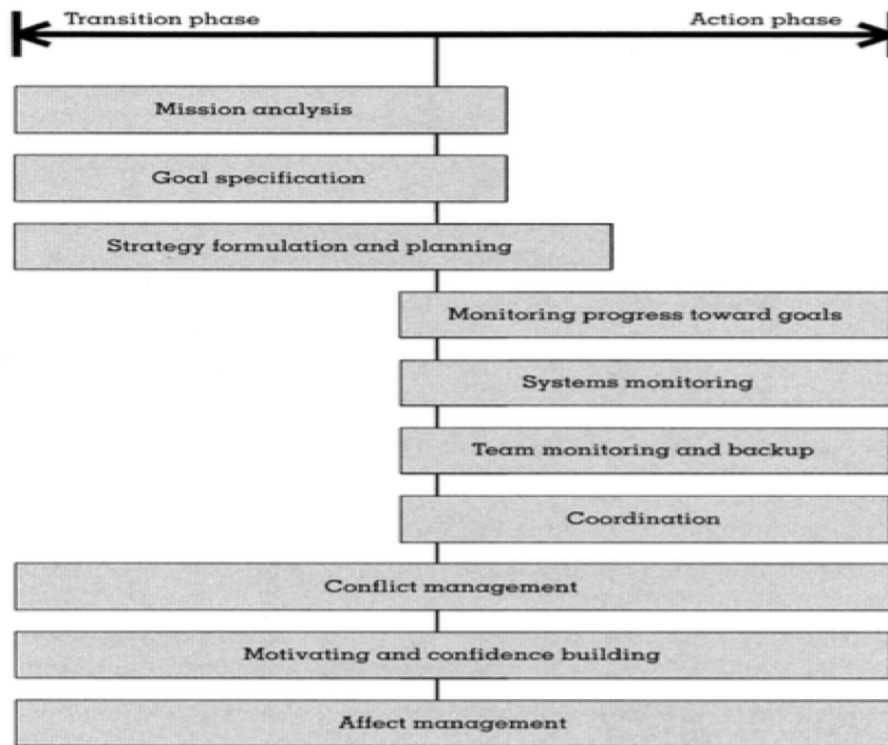 Transition phase
Action phase
Mission analysis
Goal specification
Strategy formulation and planning
Monitoring progress toward goals
Systems monitoring
Team monitoring and backup
Coordination
Conflict management
Motivating and confidence building
Affect management